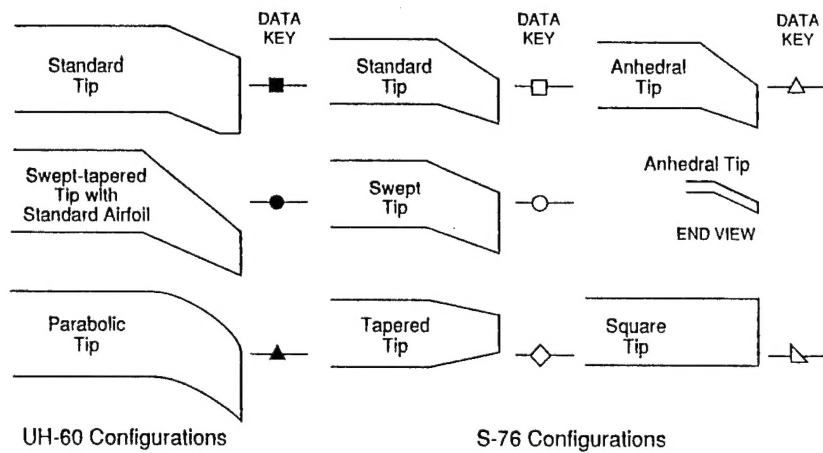 DATA
KEY
DATA
KEY
DATA
KEY
Standard
Tip
Standard
Tip
Anhedral
Tip
Swept-tapered
Tip with
Standard Airfoil
Swept
Tip
Anhedral Tip
END VIEW
Parabolic
Tip
Tapered
Tip
Square
Tip
UH-60 Configurations
S-76 Configurations